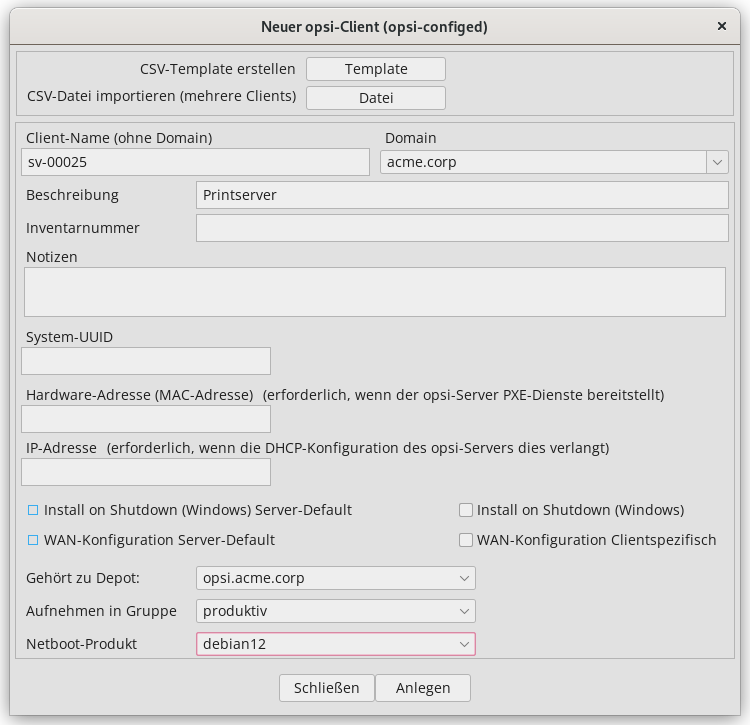 Neuer opsi-Client (opsi-configed)
CSV-Template erstellen Template
CSV-Datei importieren (mehrere Clients) Datei
Client-Name (ohne Domain) Domain
sv-00025 acme.corp
Beschreibung Printserver
Inventarnummer
Notizen
System-UUID
Hardware-Adresse (MAC-Adresse) (erforderlich, wenn der opsi-Server PXE-Dienste bereitstellt)
IP-Adresse (erforderlich, wenn die DHCP-Konfiguration des opsi-Servers dies verlangt)
Install on Shutdown (Windows) Server-Default Install on Shutdown (Windows)
WAN-Konfiguration Server-Default WAN-Konfiguration Clientspezifisch
Gehört zu Depot: opsi.acme.corp
Aufnehmen in Gruppe produktiv
Netboot-Produkt debian12
Schließen Anlegen